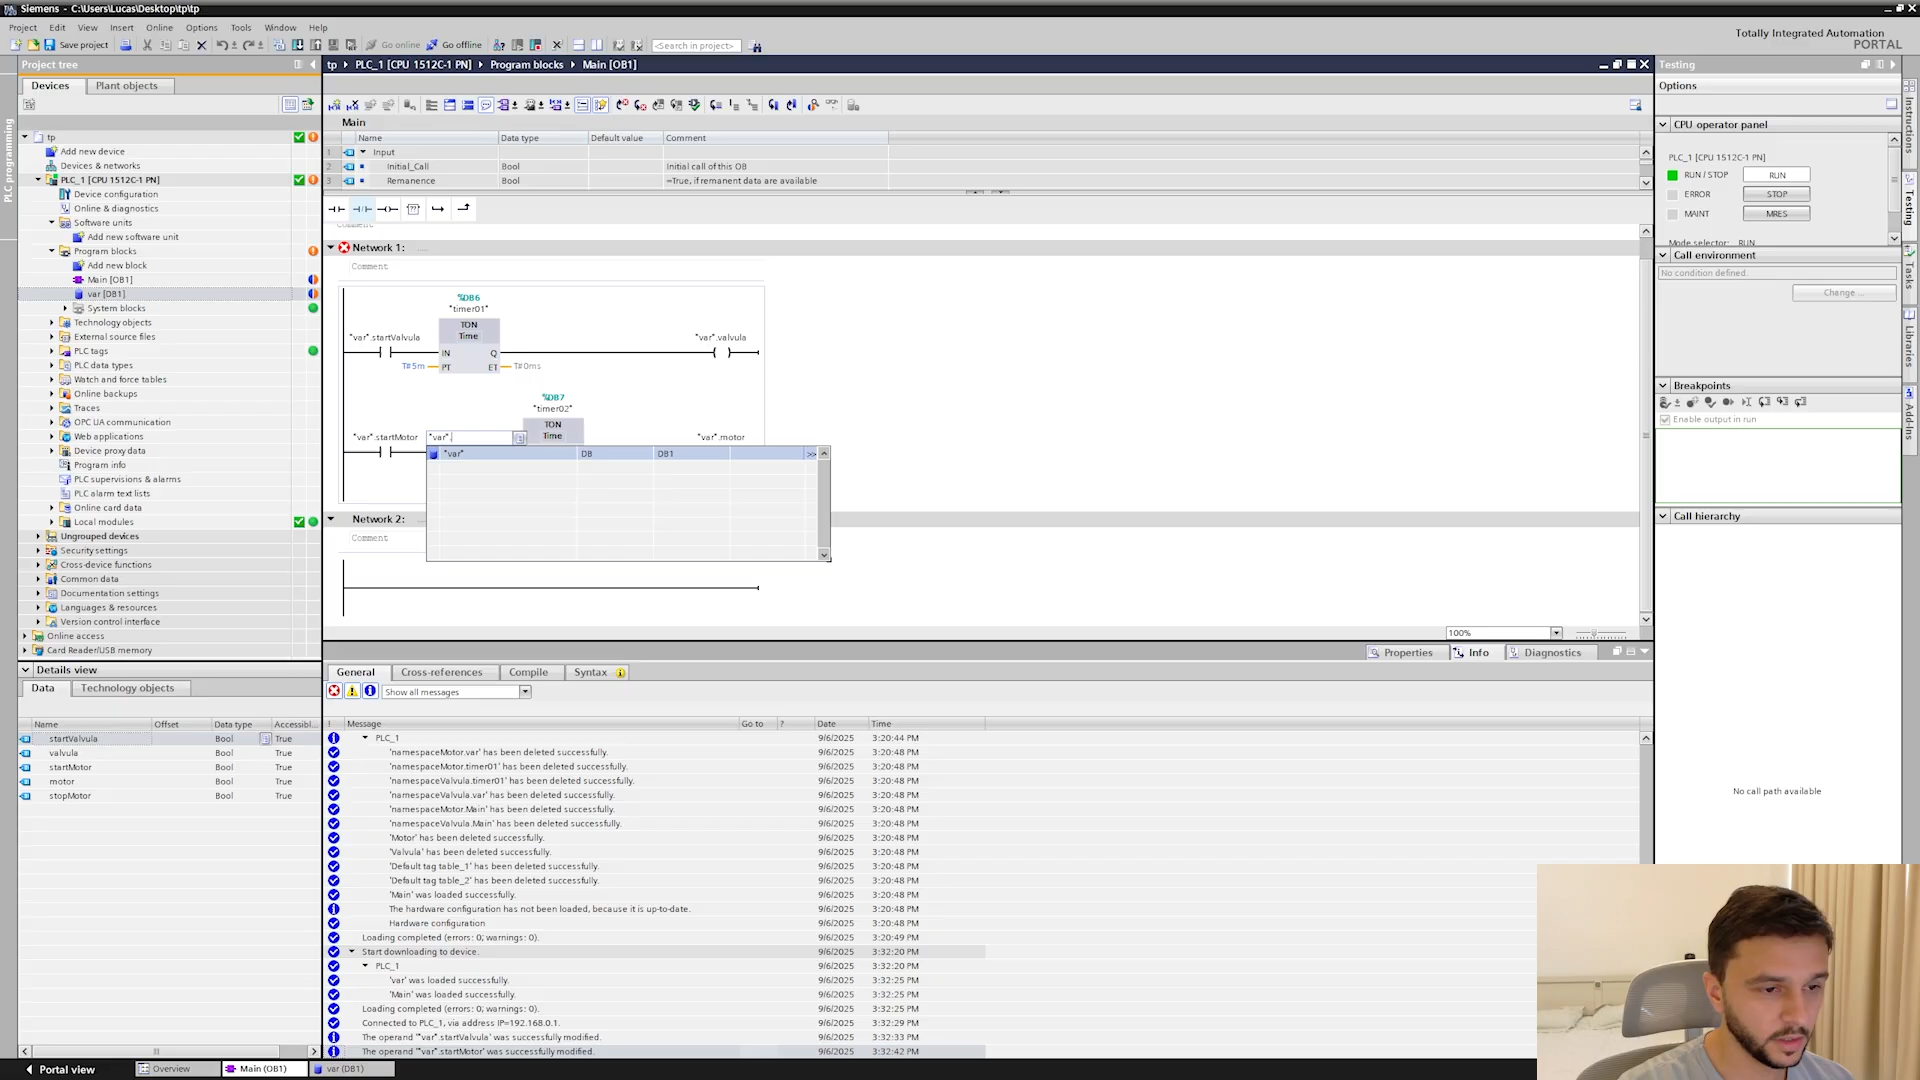 Siemens - C:\Users\Lucas\Desktop\tp\tp
Project Edit View Insert Online Options Tools Window Help
Totally Integrated Automation
PORTAL
Save project
Go online
Go offline
<Search in project>
Project tree
tp PLC_1 [CPU 1512C-1 PN] Program blocks Main [OB1]
Testing
Devices
Plant objects
Options
PLC programming
tp
Add new device
Devices & networks
PLC_1 [CPU 1512C-1 PN]
Device configuration
Online & diagnostics
Software units
Add new software unit
Program blocks
Add new block
Main [OB1]
var [DB1]
System blocks
Technology objects
External source files
PLC tags
PLC data types
Watch and force tables
Online backups
Traces
OPC UA communication
Web applications
Device proxy data
Program info
PLC supervisions & alarms
PLC alarm text lists
Online card data
Local modules
Ungrouped devices
Security settings
Cross-device functions
Common data
Documentation settings
Languages & resources
Version control interface
Online access
Card Reader/USB memory
Main
Name Data type Default value Comment
1 Input
2 Initial_Call Bool Initial call of this OB
3 Remanence Bool =True, if remanent data are available
Comment
Network 1: .....
Comment
%DB6
"timer01"
TON
Time
"var".startValvula
"var".valvula
IN Q
T#5m PT ET T#0ms
%DB7
"timer02"
TON
Time
"var".startMotor
"var".
"var".motor
"var" DB DB1 >>
Network 2: .....
Comment
100%
Properties
Info
Diagnostics
CPU operator panel
PLC_1 [CPU 1512C-1 PN]
RUN / STOP RUN
ERROR STOP
MAINT MRES
Mode selector: RUN
Call environment
No condition defined.
Change ...
Breakpoints
Enable output in run
Call hierarchy
No call path available
Instructions
Testing
Tasks
Libraries
Add-Ins
Details view
Data
Technology objects
Name Offset Data type Accessibl...
startValvula Bool True
valvula Bool True
startMotor Bool True
motor Bool True
stopMotor Bool True
General
Cross-references
Compile
Syntax
Show all messages
! Message Go to ? Date Time
PLC_1 9/6/2025 3:20:44 PM
'namespaceMotor.var' has been deleted successfully. 9/6/2025 3:20:48 PM
'namespaceMotor.timer01' has been deleted successfully. 9/6/2025 3:20:48 PM
'namespaceValvula.timer01' has been deleted successfully. 9/6/2025 3:20:48 PM
'namespaceValvula.var' has been deleted successfully. 9/6/2025 3:20:48 PM
'namespaceMotor.Main' has been deleted successfully. 9/6/2025 3:20:48 PM
'namespaceValvula.Main' has been deleted successfully. 9/6/2025 3:20:48 PM
'Motor' has been deleted successfully. 9/6/2025 3:20:48 PM
'Valvula' has been deleted successfully. 9/6/2025 3:20:48 PM
'Default tag table_1' has been deleted successfully. 9/6/2025 3:20:48 PM
'Default tag table_2' has been deleted successfully. 9/6/2025 3:20:48 PM
'Main' was loaded successfully. 9/6/2025 3:20:48 PM
The hardware configuration has not been loaded, because it is up-to-date. 9/6/2025 3:20:48 PM
Hardware configuration 9/6/2025 3:20:48 PM
Loading completed (errors: 0; warnings: 0). 9/6/2025 3:20:49 PM
Start downloading to device. 9/6/2025 3:32:20 PM
PLC_1 9/6/2025 3:32:20 PM
'var' was loaded successfully. 9/6/2025 3:32:25 PM
'Main' was loaded successfully. 9/6/2025 3:32:25 PM
Loading completed (errors: 0; warnings: 0). 9/6/2025 3:32:25 PM
Connected to PLC_1, via address IP=192.168.0.1. 9/6/2025 3:32:29 PM
The operand '"var".startValvula' was successfully modified. 9/6/2025 3:32:33 PM
The operand '"var".startMotor' was successfully modified. 9/6/2025 3:32:42 PM
Portal view
Overview
Main (OB1)
var (DB1)